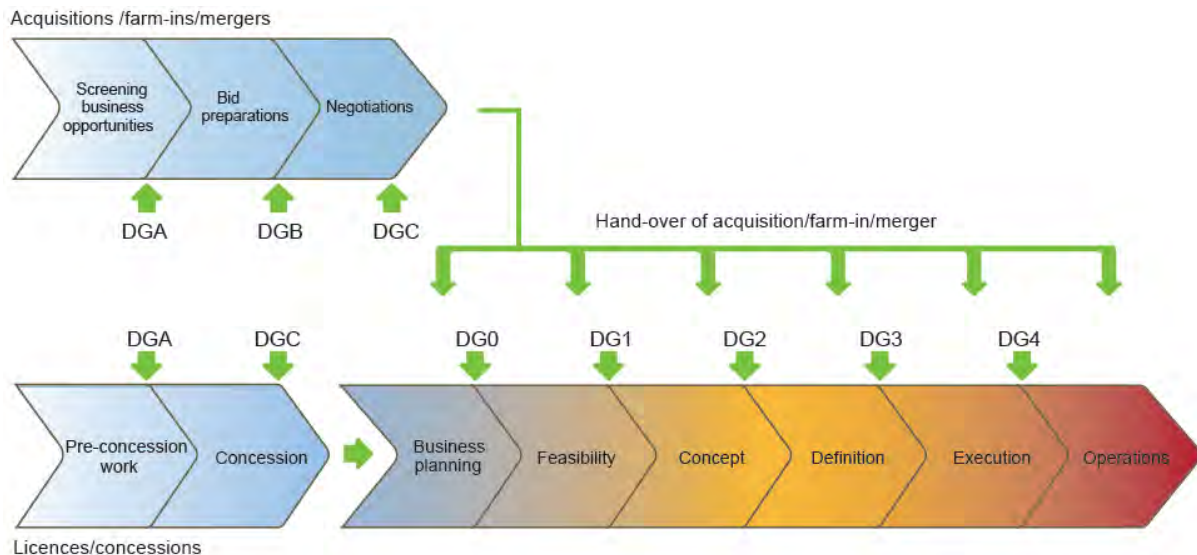 Acquisitions /farm-ins/mergers
Screening
business
opportunities
Bid
preparations
Negotiations
DGA
DGB
DGC
Hand-over of acquisition/farm-in/merger
DGA
DGC
DG0
DG1
DG2
DG3
DG4
Pre-concession
work
Concession
Business
planning
Feasibility
Concept
Definition
Execution
Operations
Licences/concessions